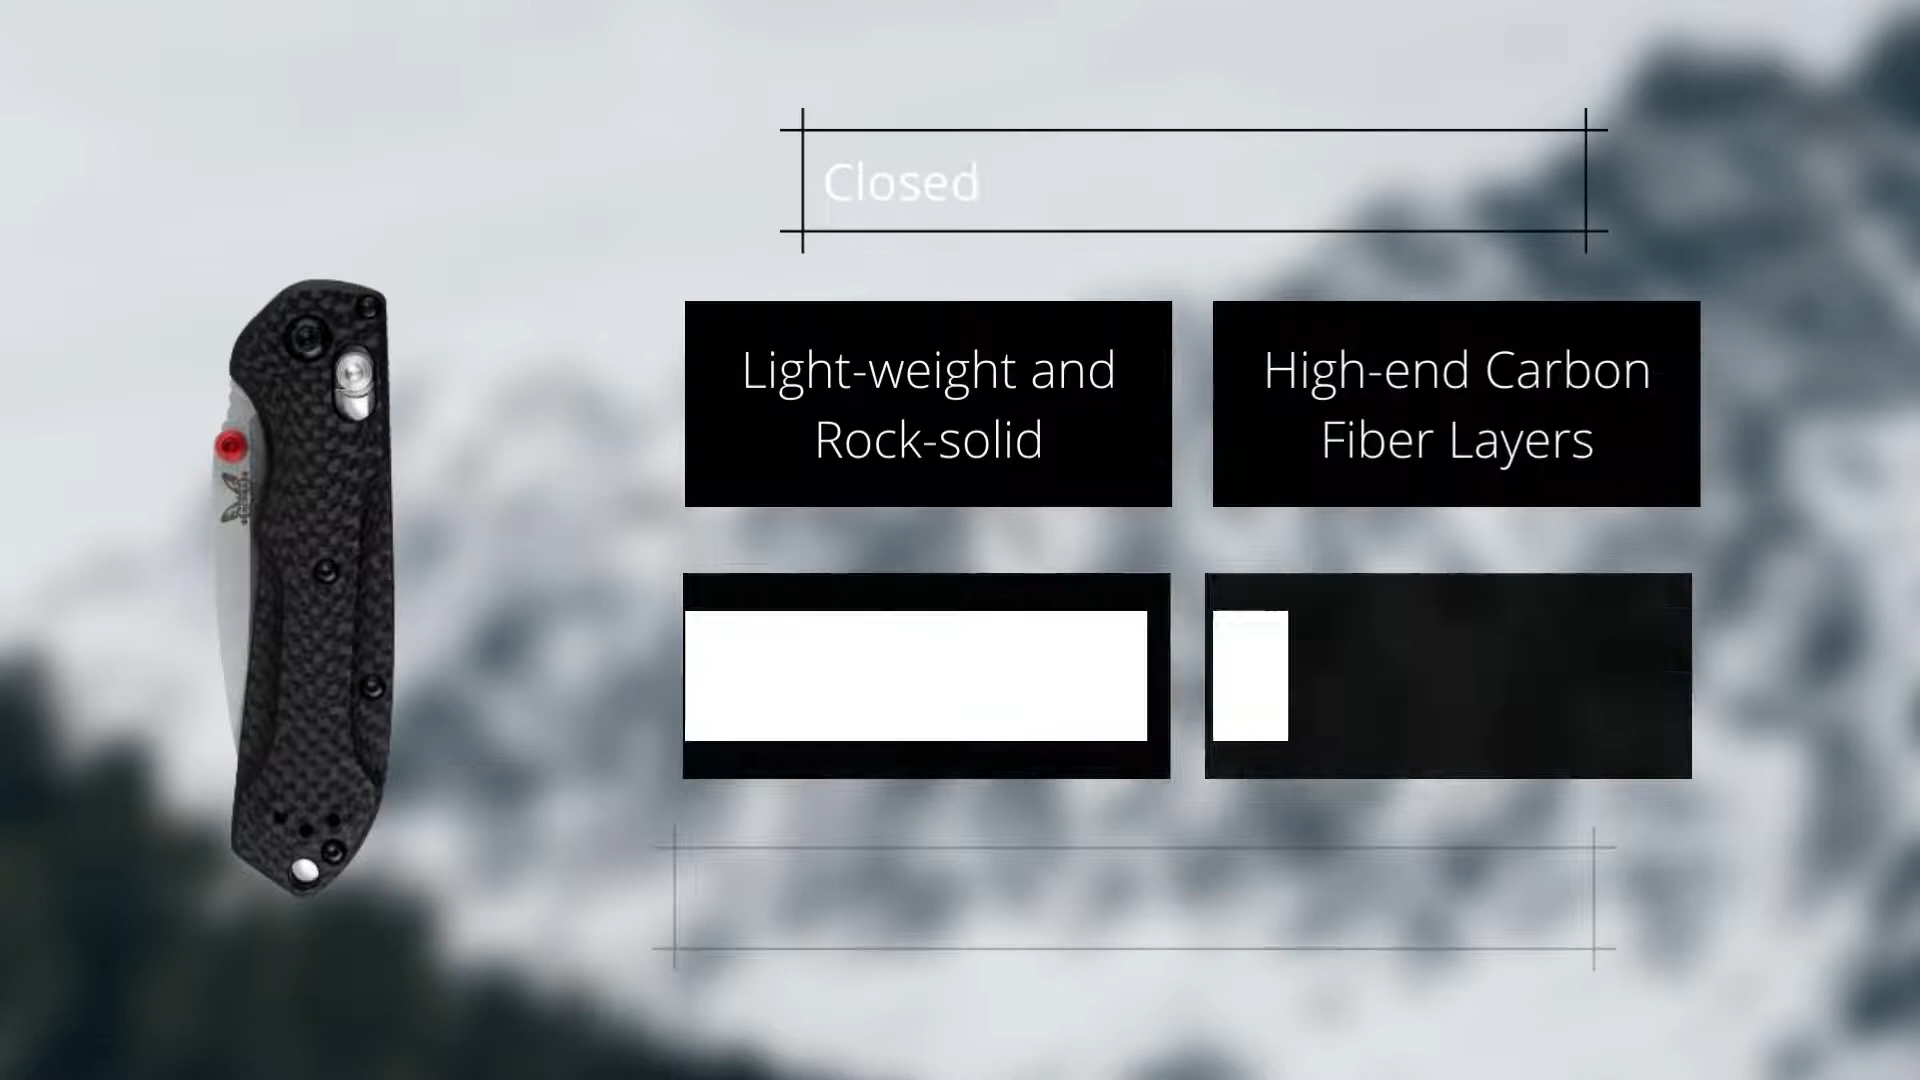 Closed
Light-weight and
Rock-solid
High-end Carbon
Fiber Layers